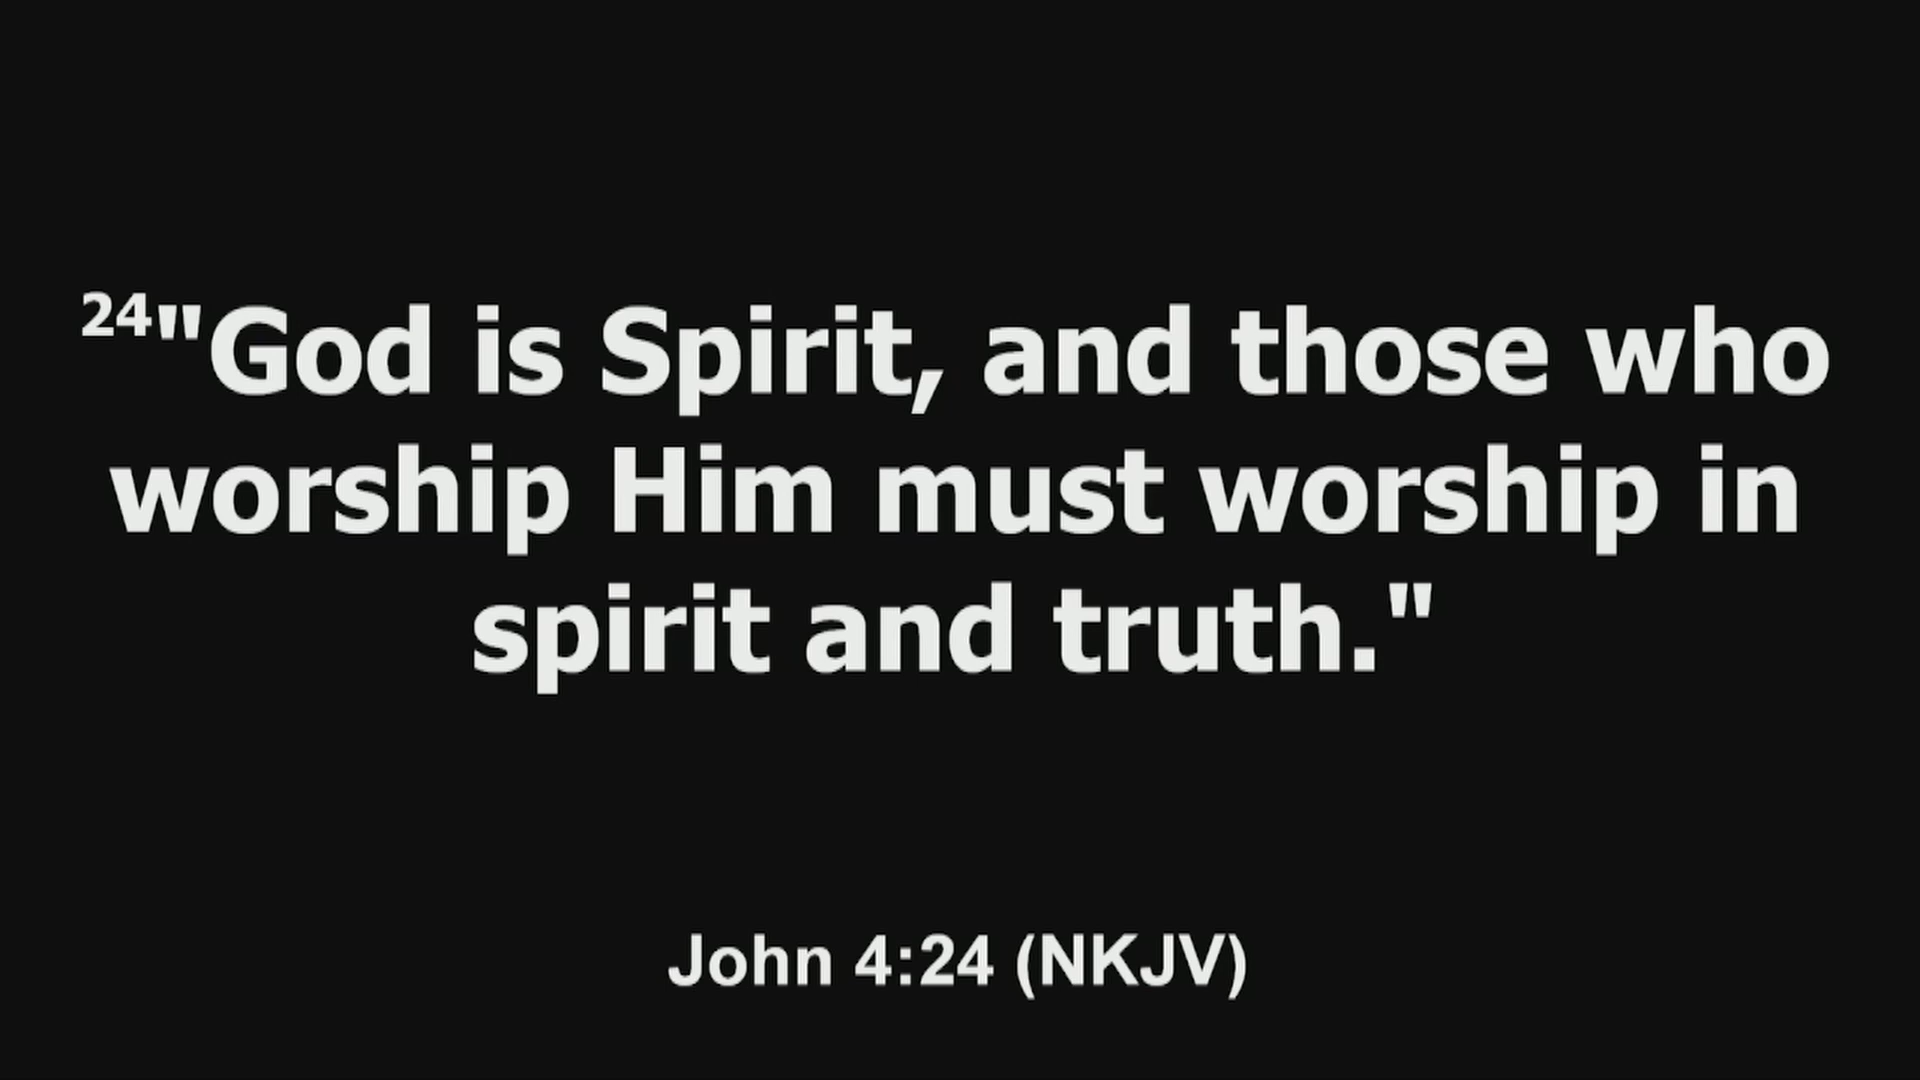 24"God is Spirit, and those who
worship Him must worship in
spirit and truth."
John 4:24 (NKJV)